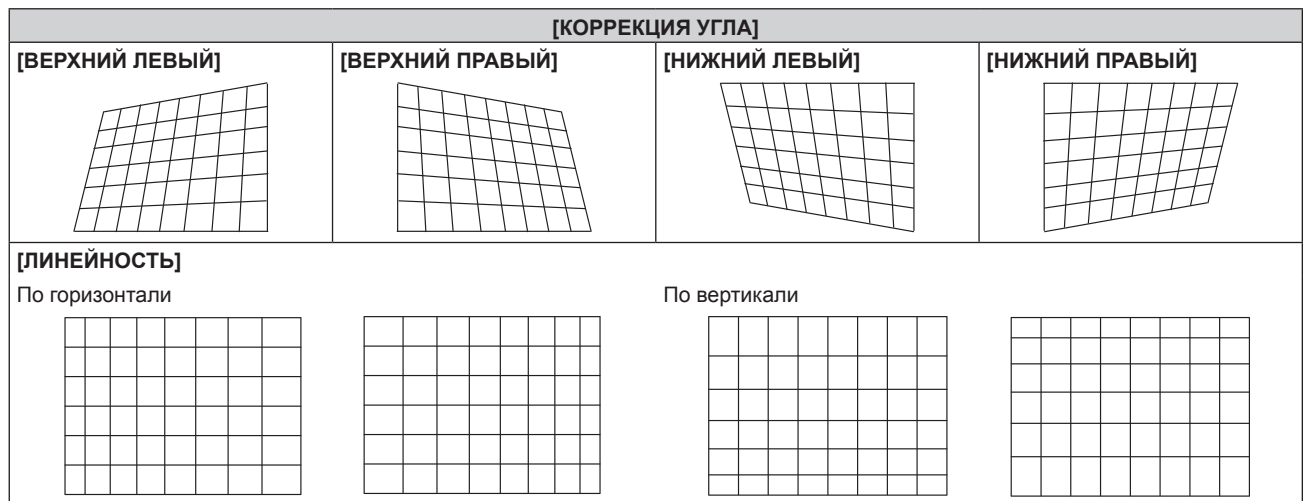 [КОРРЕКЦИЯ УГЛА]
[ВЕРХНИЙ ЛЕВЫЙ]
[ВЕРХНИЙ ПРАВЫЙ]
[НИЖНИЙ ЛЕВЫЙ]
[НИЖНИЙ ПРАВЫЙ]
[ЛИНЕЙНОСТЬ]
По горизонтали
По вертикали